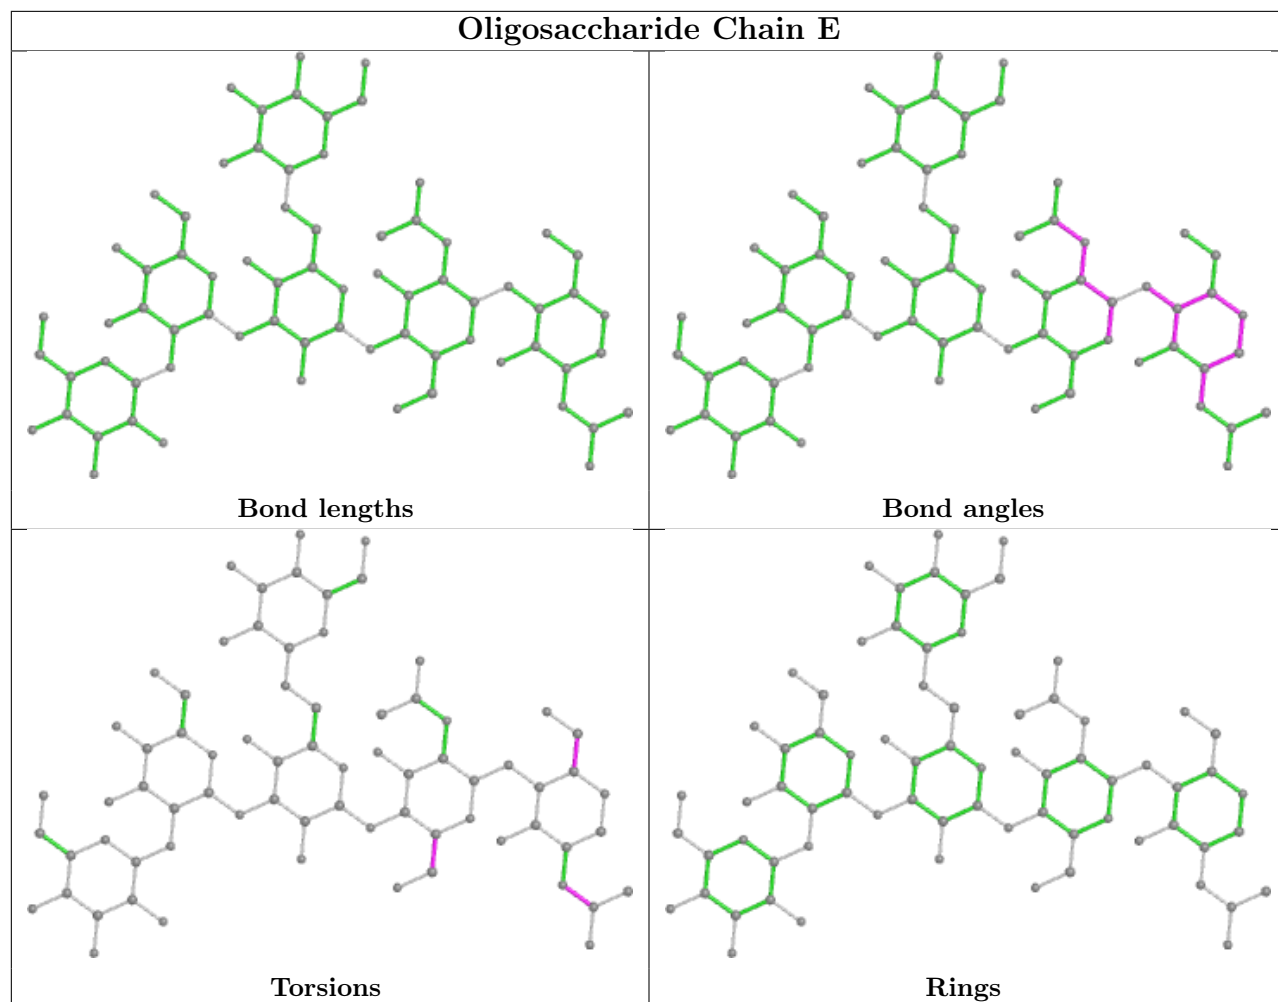 Oligosaccharide Chain E
Bond lengths
Bond angles
Torsions
Rings